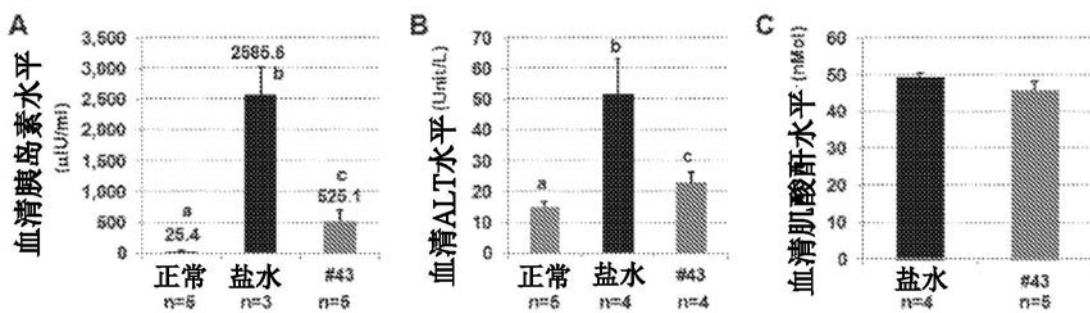 A
血清胰岛素水平
(μIU/ml)
3,500
3,000
2,500
2,000
1,500
1,000
500
0
a
25.4
2585.6
b
c
525.1
正常 盐水 #43
n=5 n=3 n=5
B
血清ALT水平 (Unit/L)
70
60
50
40
30
20
10
0
a
b
c
正常 盐水 #43
n=5 n=4 n=4
C
血清肌酸酐水平 (nMol)
60
50
40
30
20
10
0
盐水 #43
n=4 n=5